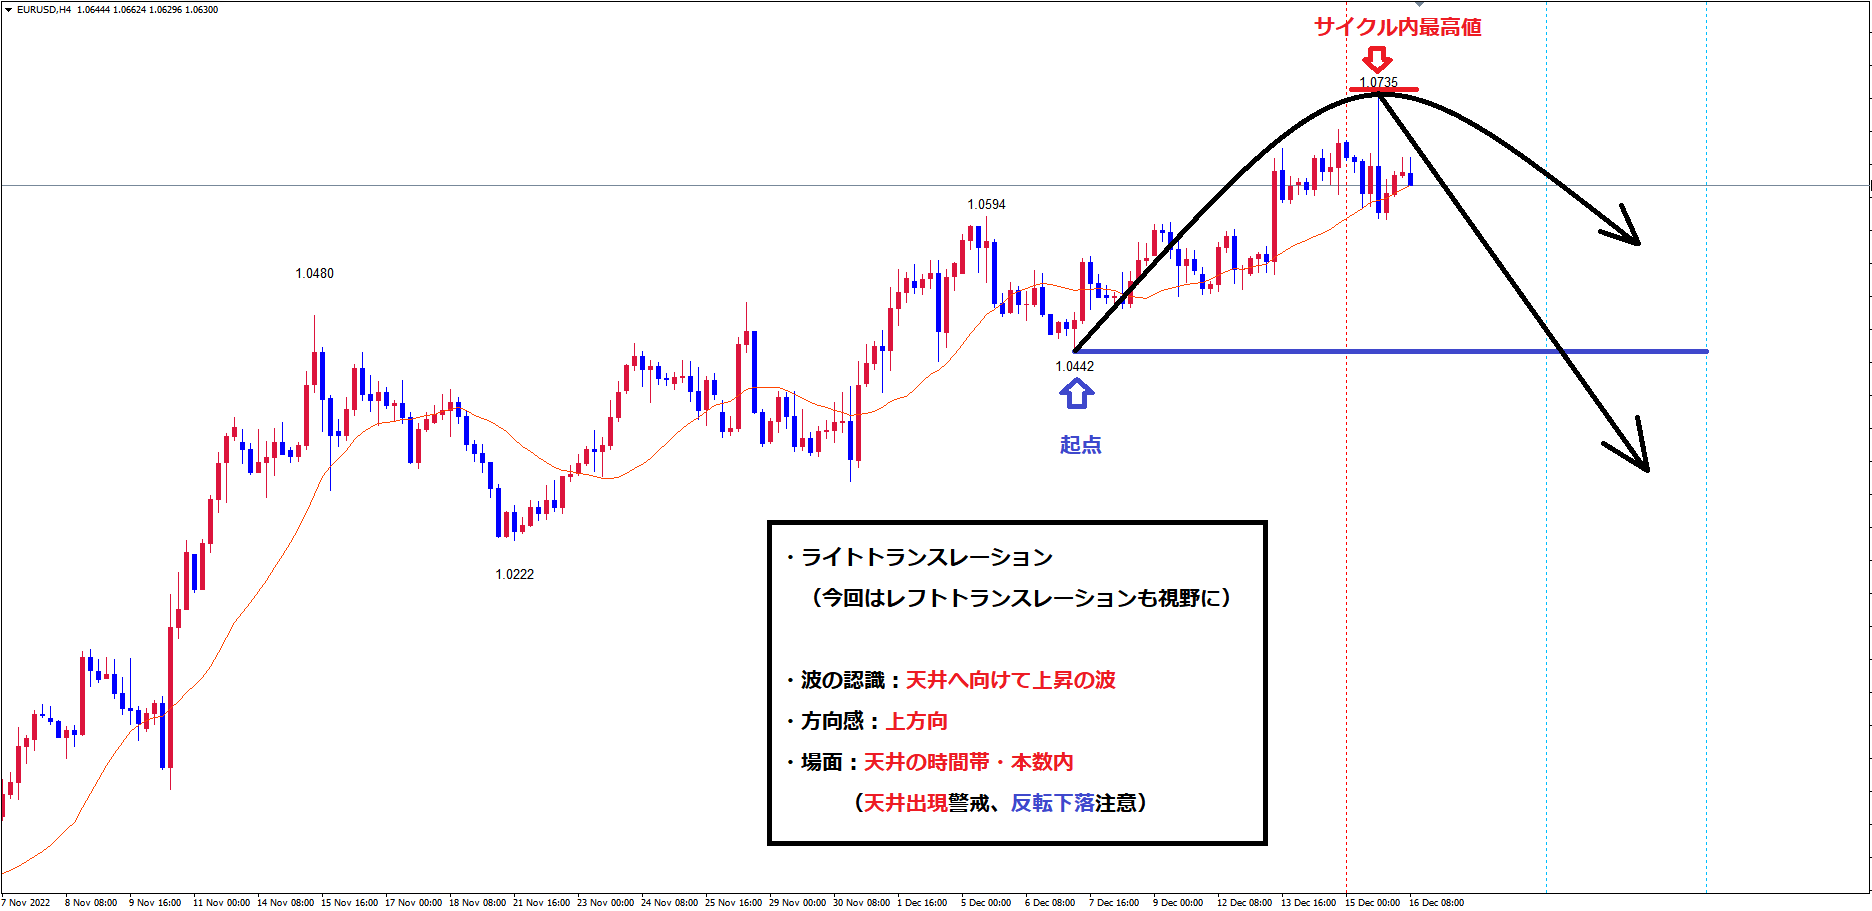 EURUSD,H4 1.06444 1.06624 1.06296 1.06300
サイクル内最高値
1.0735
1.0594
1.0480
1.0442
起点
1.0222
・ライトトランスレーション
（今回はレフトトランスレーションも視野に）
・波の認識：天井へ向けて上昇の波
・方向感：上方向
・場面：天井の時間帯・本数内
（天井出現警戒、反転下落注意）
7 Nov 2022 8 Nov 08:00 9 Nov 16:00 11 Nov 00:00 14 Nov 08:00 15 Nov 16:00 17 Nov 00:00 18 Nov 08:00 21 Nov 16:00 23 Nov 00:00 24 Nov 08:00 25 Nov 16:00 29 Nov 00:00 30 Nov 08:00 1 Dec 16:00 5 Dec 00:00 6 Dec 08:00 7 Dec 16:00 9 Dec 00:00 12 Dec 08:00 13 Dec 16:00 15 Dec 00:00 16 Dec 08:00